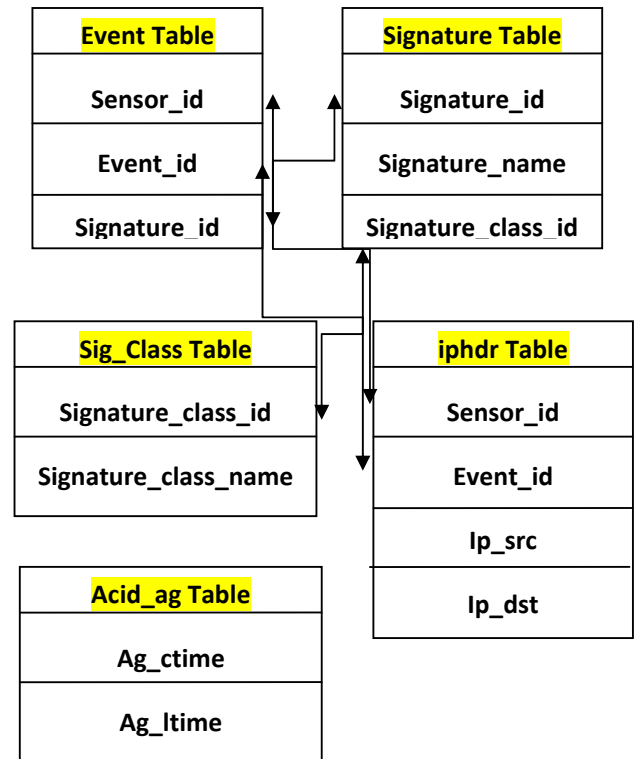 Event Table
Sensor_id
Event_id
Signature_id
Signature Table
Signature_id
Signature_name
Signature_class_id
Sig_Class Table
Signature_class_id
Signature_class_name
iphdr Table
Sensor_id
Event_id
Ip_src
Ip_dst
Acid_ag Table
Ag_ctime
Ag_ltime